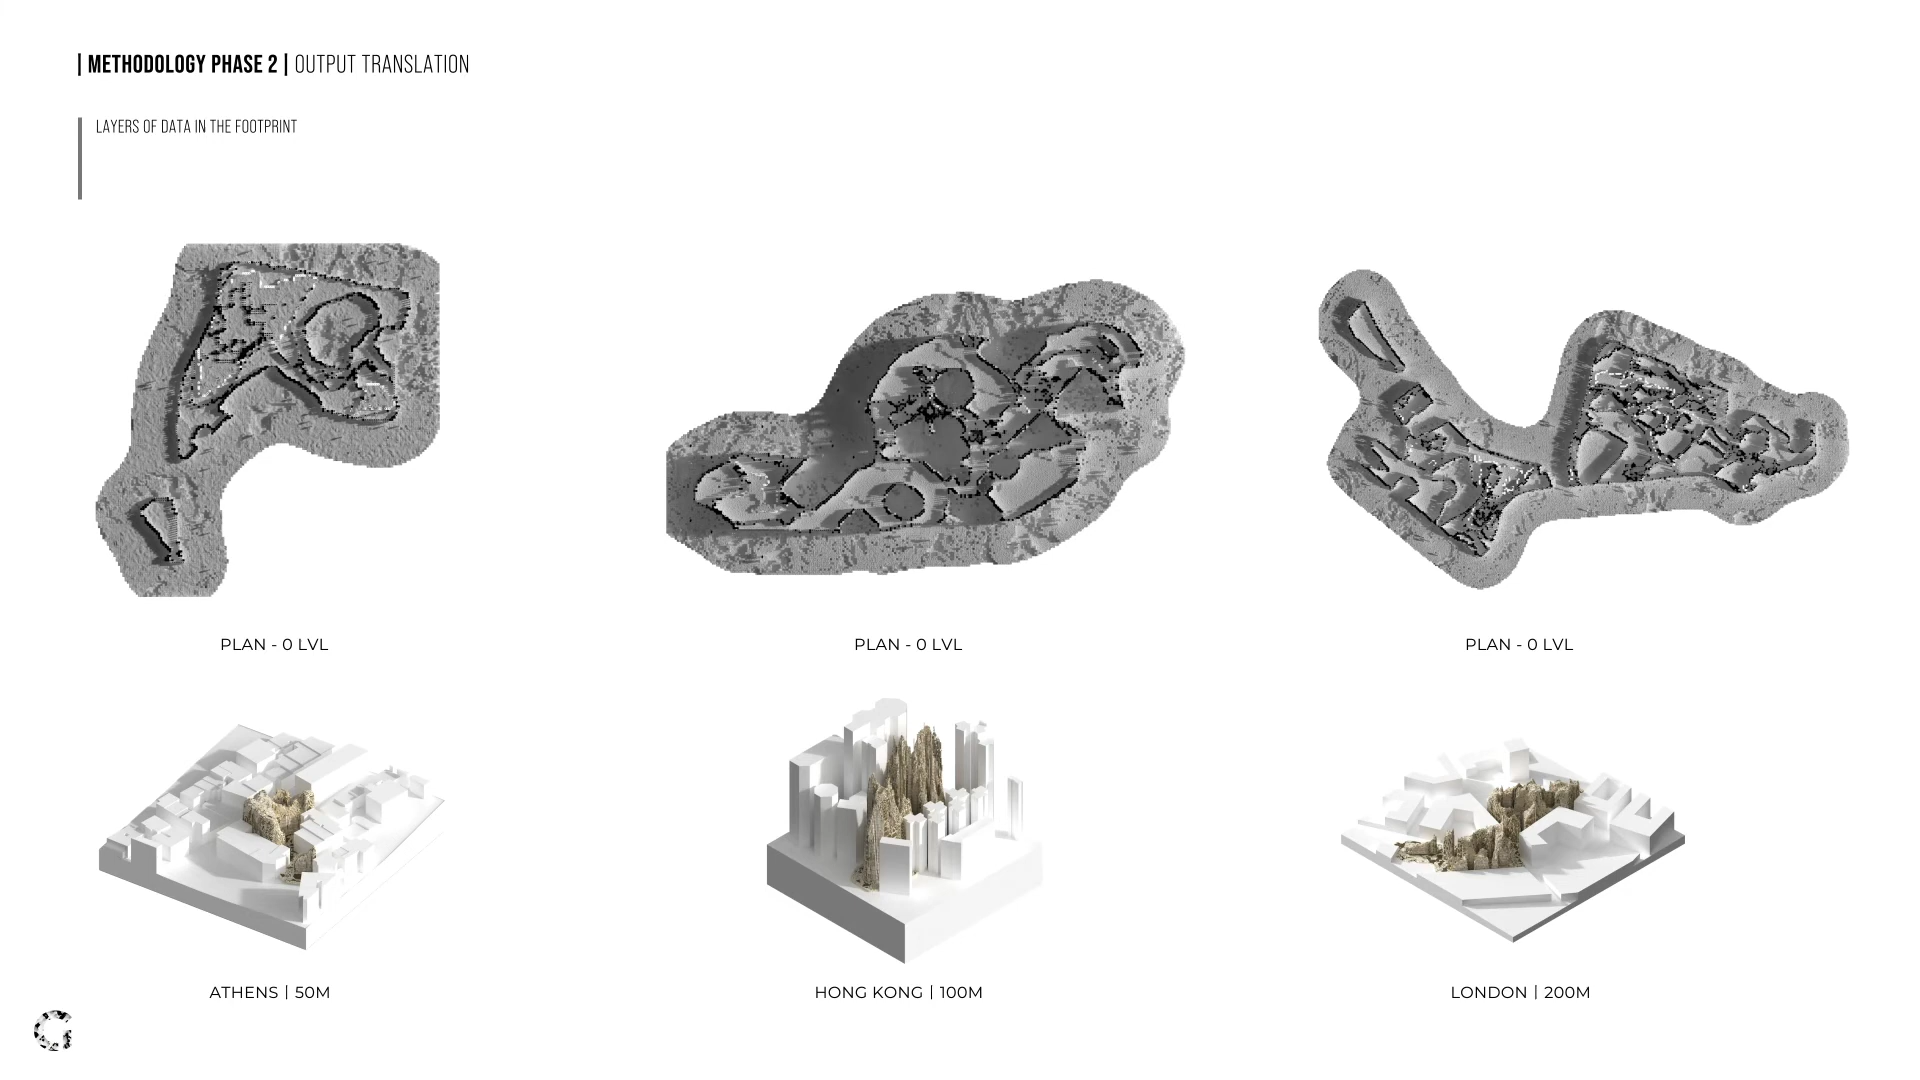 | METHODOLOGY PHASE 2 | OUTPUT TRANSLATION
LAYERS OF DATA IN THE FOOTPRINT
PLAN - 0 LVL
PLAN - 0 LVL
PLAN - 0 LVL
ATHENS | 50M
HONG KONG | 100M
LONDON | 200M
G